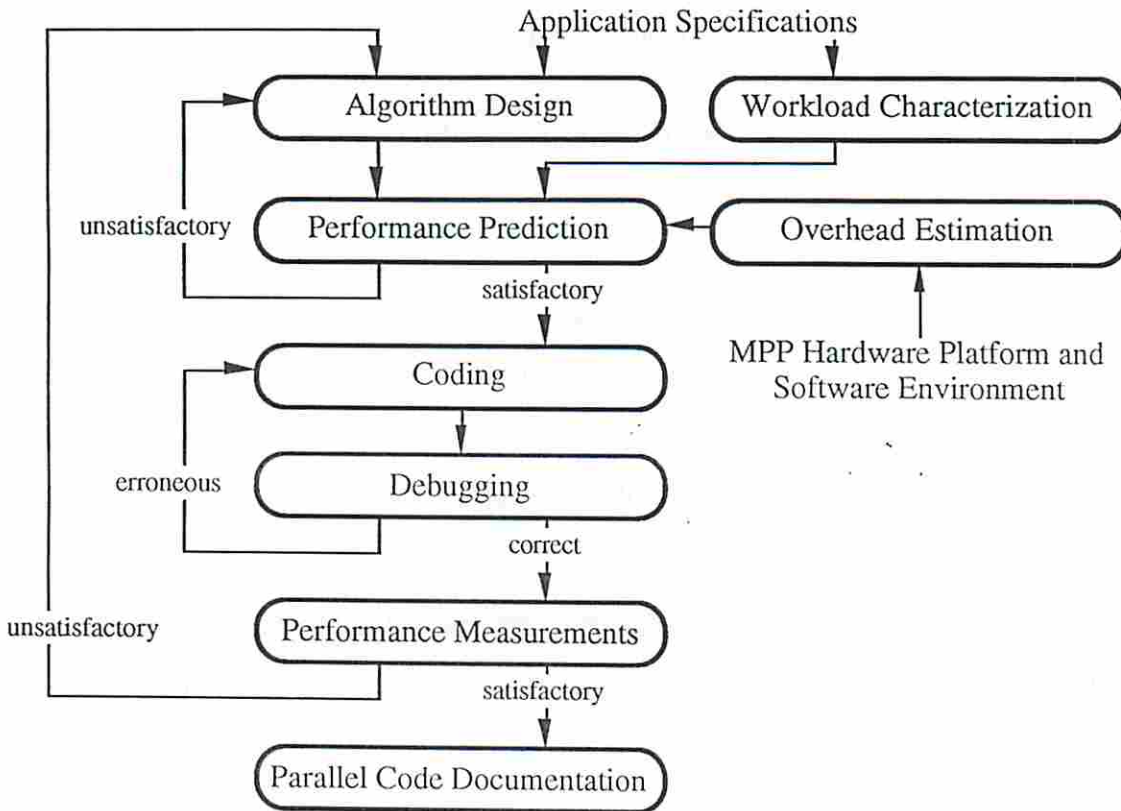 Application Specifications
Algorithm Design
Workload Characterization
unsatisfactory
Performance Prediction
Overhead Estimation
satisfactory
MPP Hardware Platform and
Software Environment
Coding
erroneous
Debugging
correct
unsatisfactory
Performance Measurements
satisfactory
Parallel Code Documentation